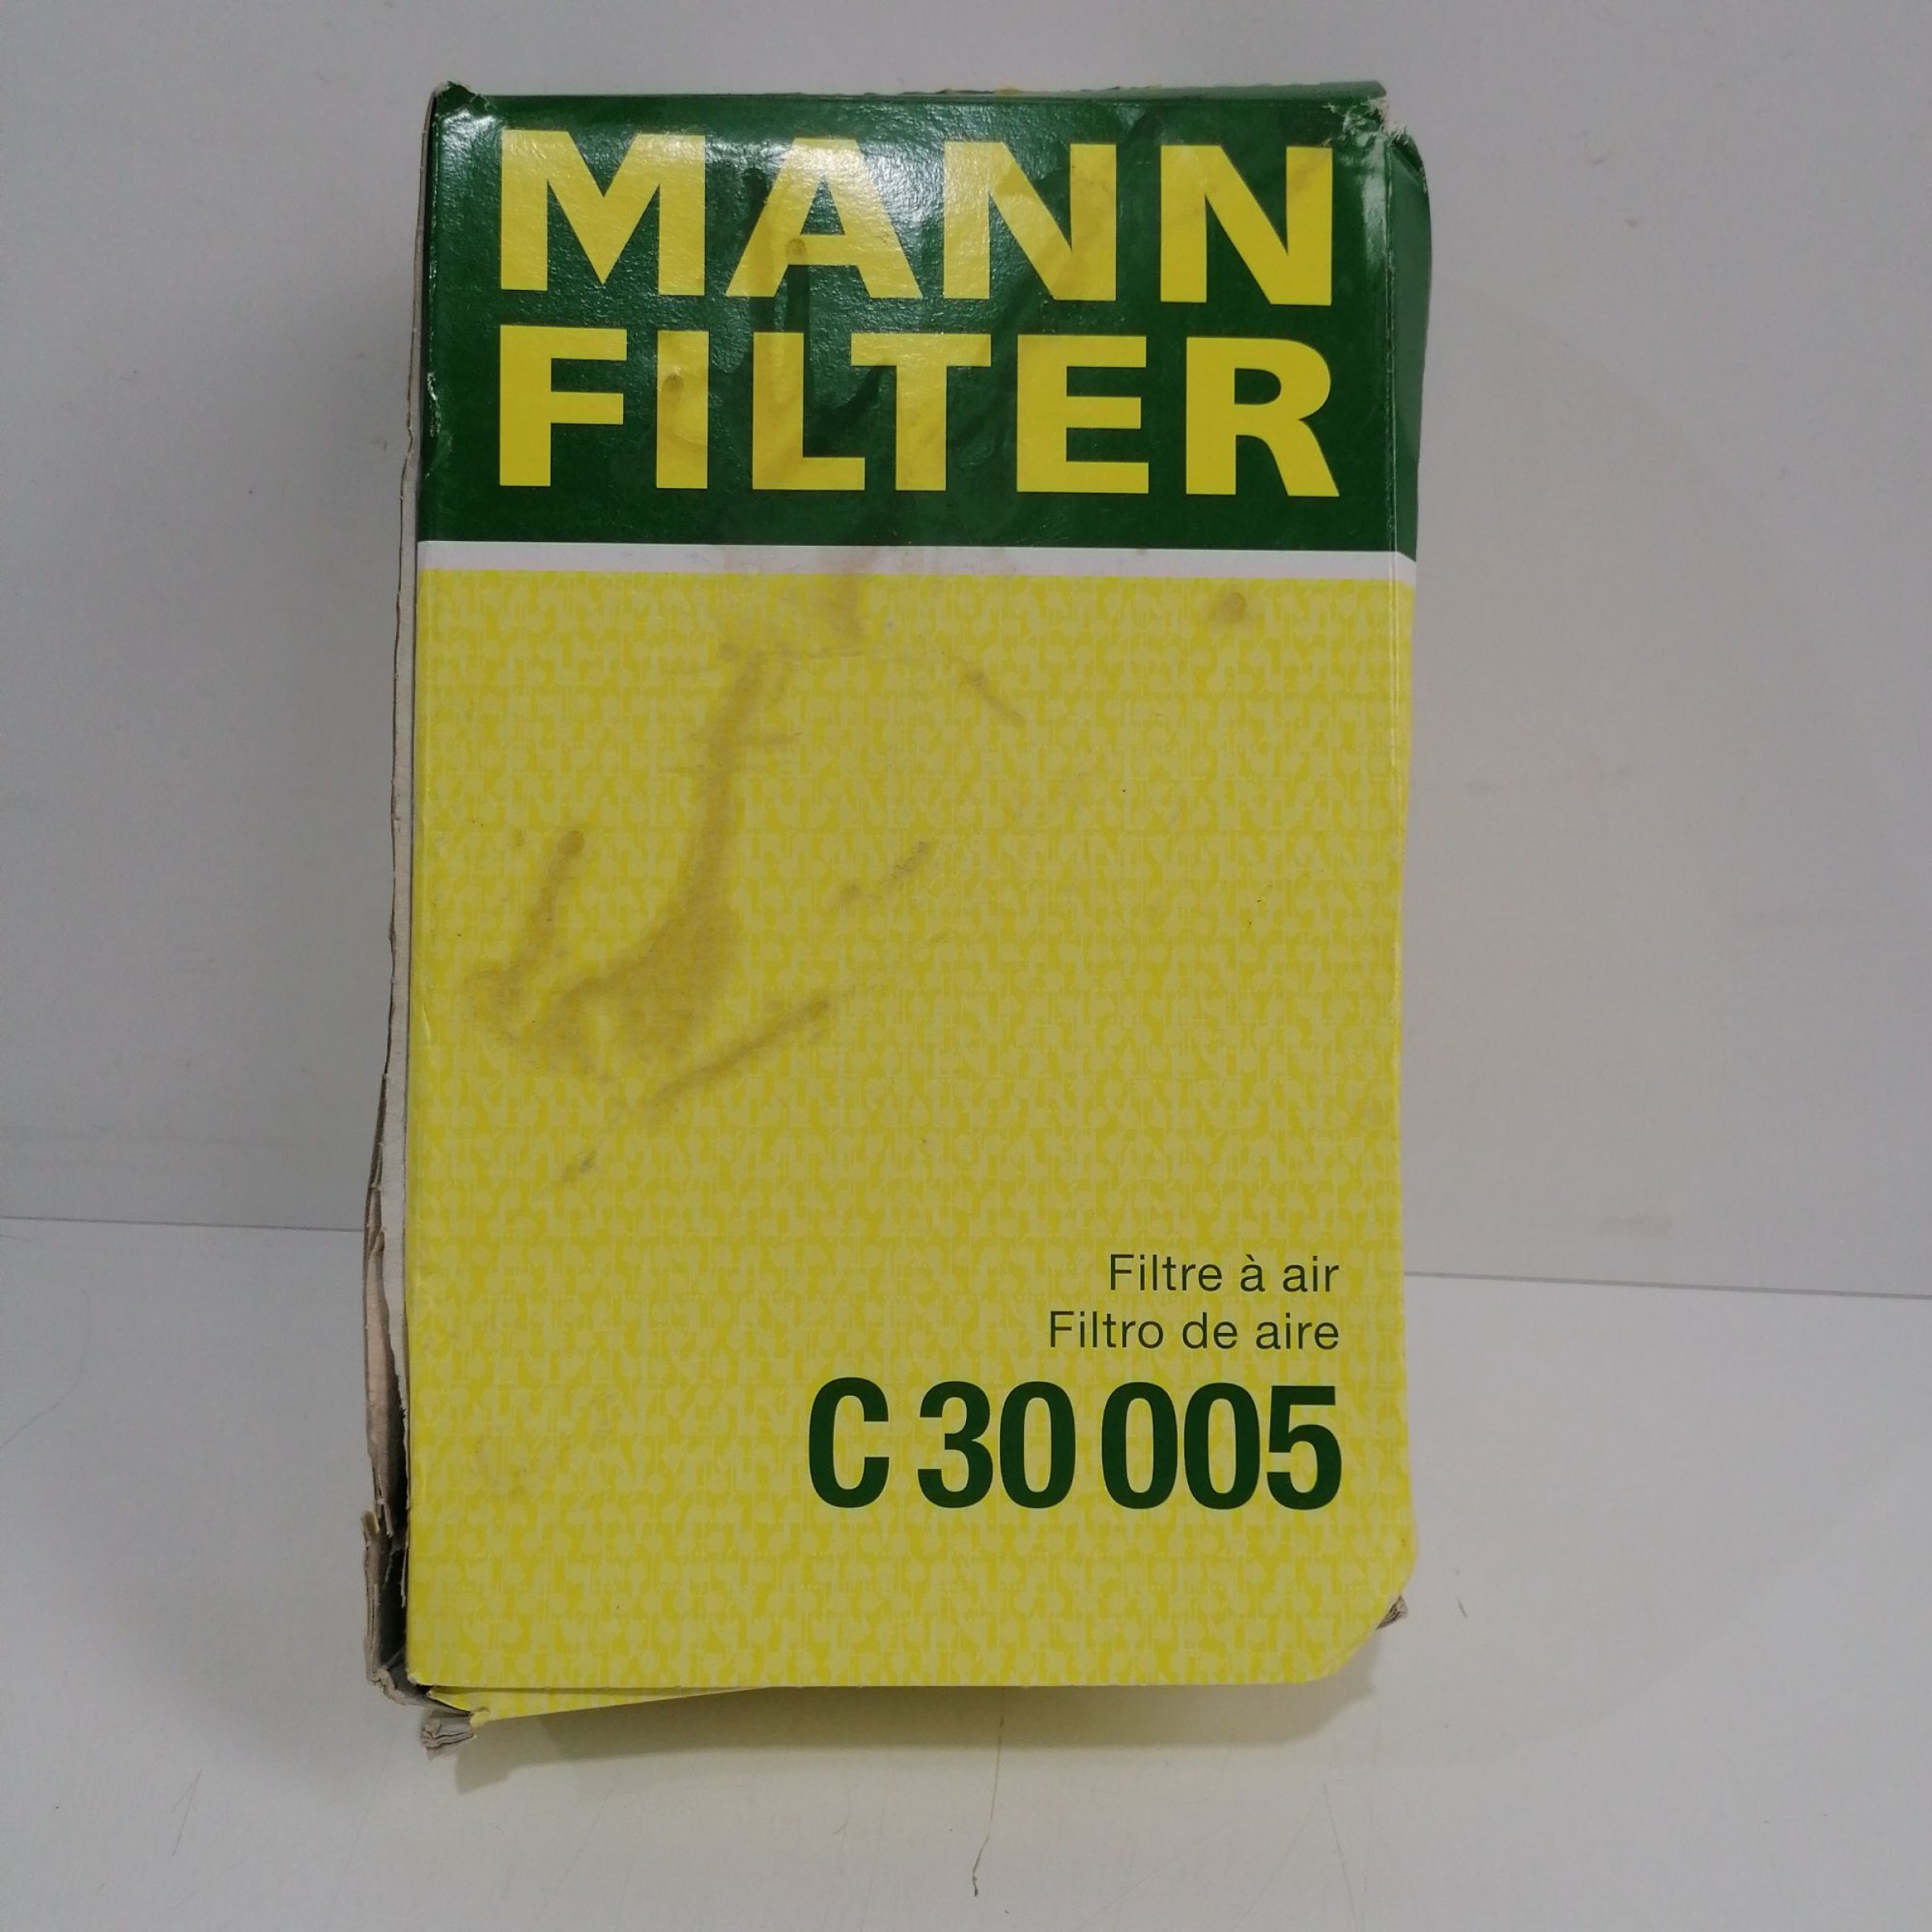 MANN
FILTER
Filtre à air
Filtro de aire
C 30 005